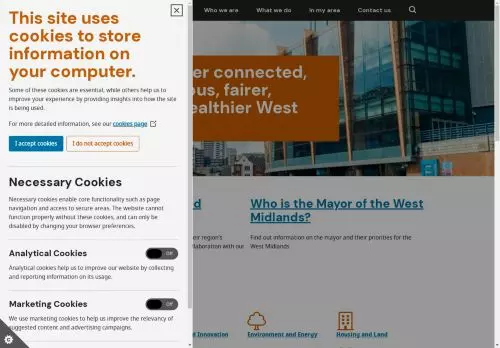 This site uses
cookies to store
information on
your computer.
Some of these cookies are essential, while others help us to
improve your experience by providing insights into how the site
is being used.
For more detailed information, see our cookies page
I accept cookies
I do not accept cookies
Necessary Cookies
Necessary cookies enable core functionality such as page
navigation and access to secure areas. The website cannot
function properly without these cookies, and can only be
disabled by changing your browser preferences.
Analytical Cookies
Off
Analytical cookies help us to improve our website by collecting
and reporting information on its usage.
Marketing Cookies
Off
We use marketing cookies to help us improve the relevancy of
suggested content and advertising campaigns.
Who we are
What we do
In my area
Contact us
er connected,
ous, fairer,
ealthier West
Who is the Mayor of the West
Midlands?
Find out information on the mayor and their priorities for the
West Midlands
eir region's
laboration with our
d Innovation
Environment and Energy
Housing and Land